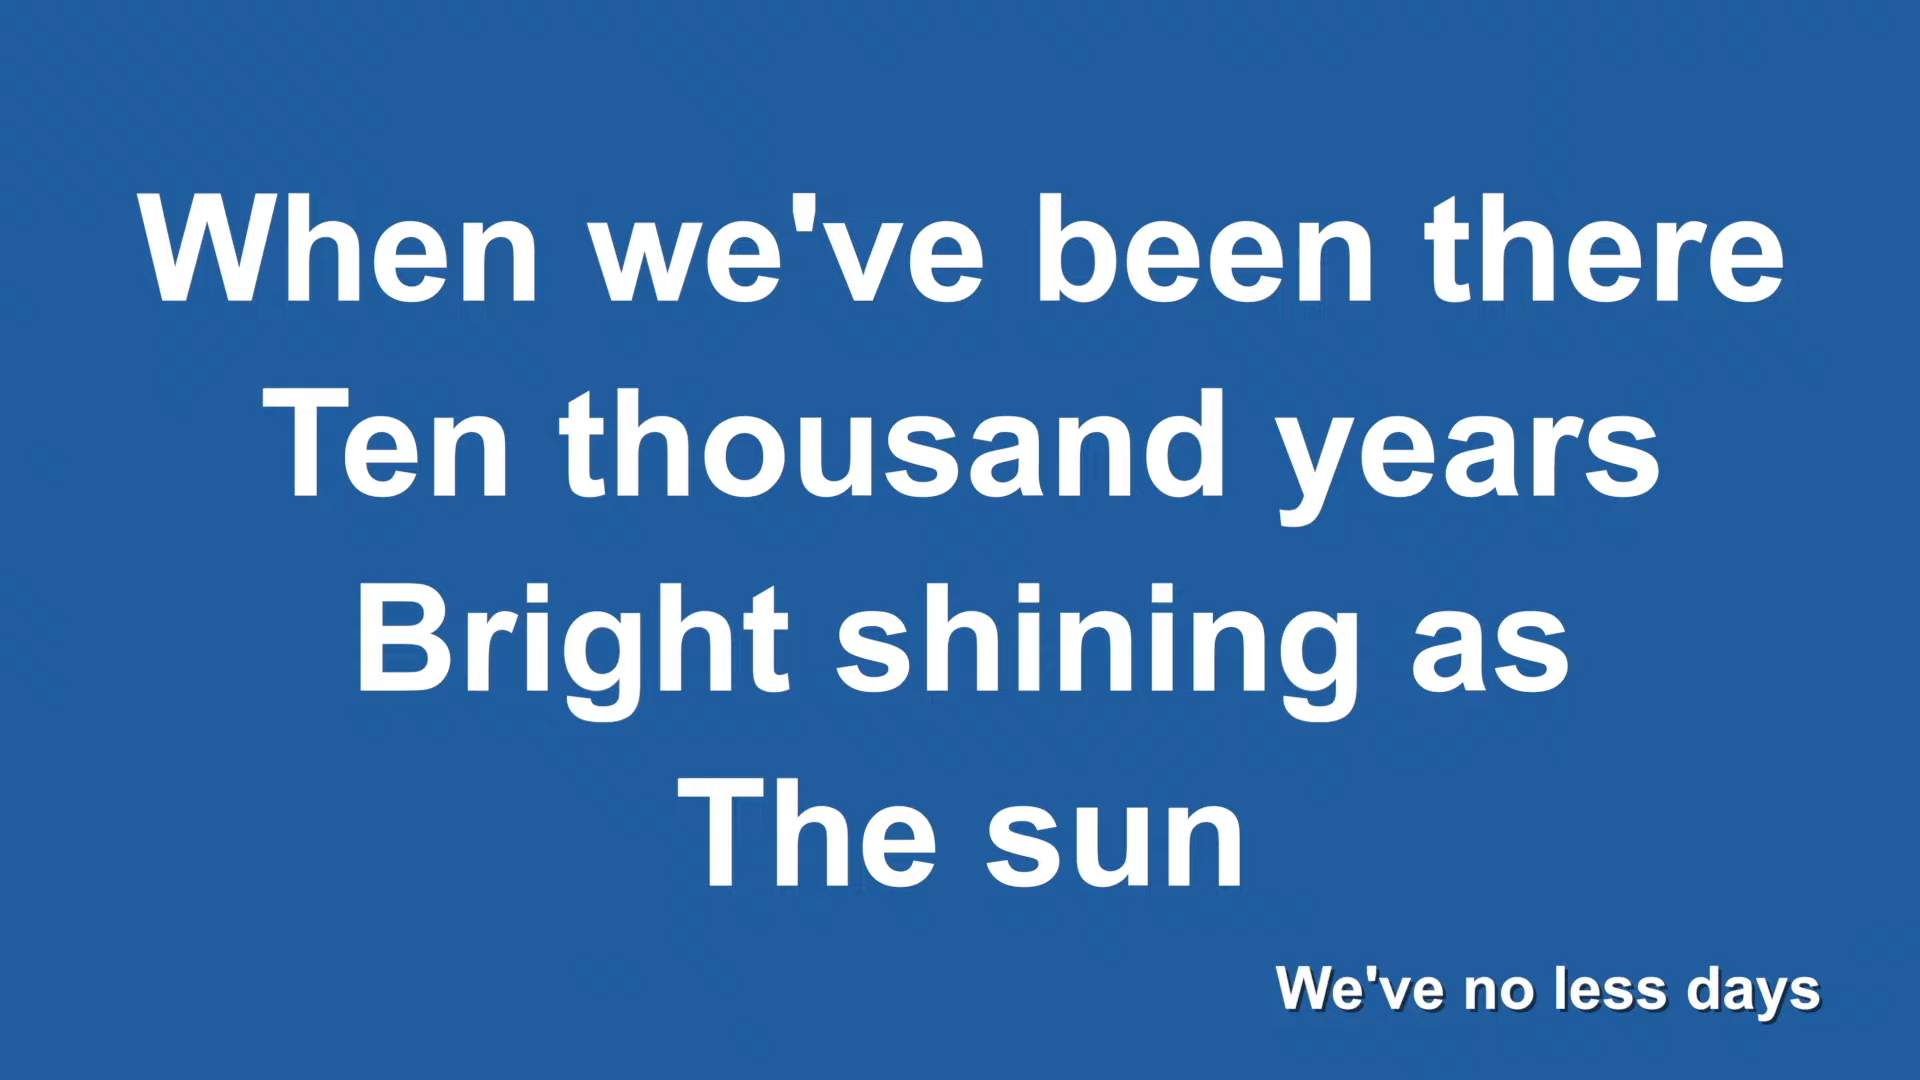 When we've been there
Ten thousand years
Bright shining as
The sun
We've no less days